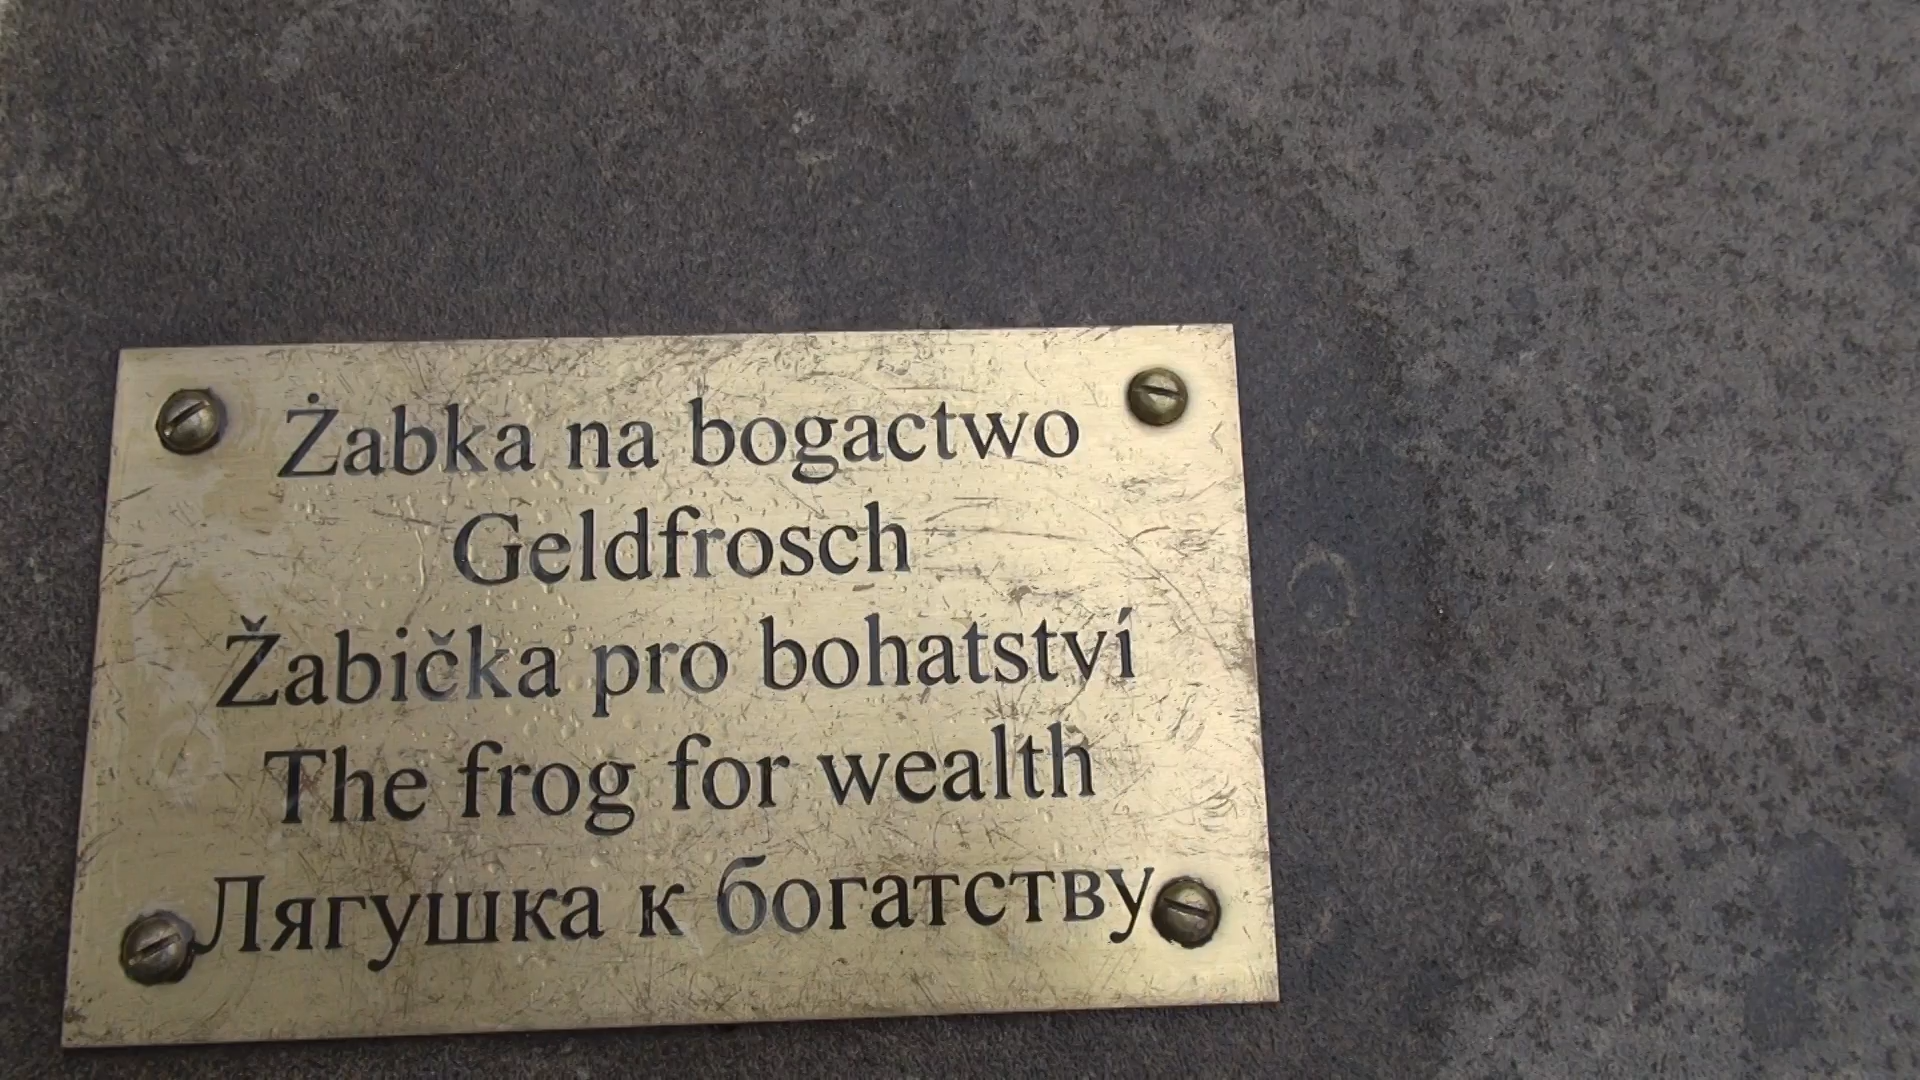 Żabka na bogactwo
Geldfrosch
Žabička pro bohatství
The frog for wealth
Лягушка к богатству